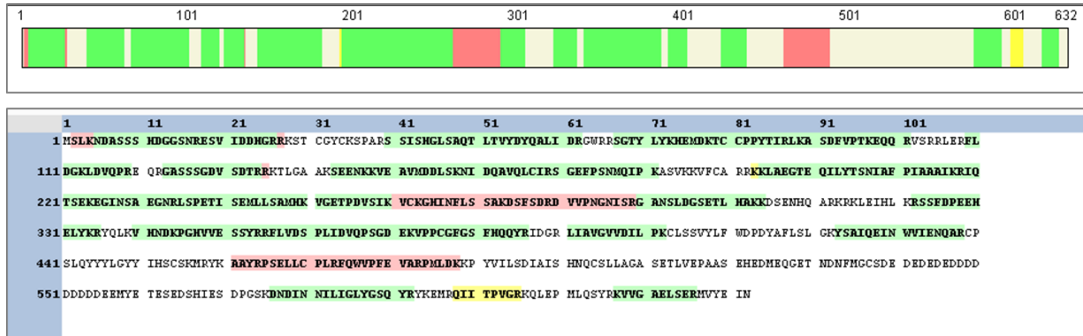 1 101 201 301 401 501 601 632
1 11 21 31 41 51 61 71 81 91 101
1 MSLKNDASSS HDGGSNRESV IDDHGRRKST CGYCKSPARS SISHGLSAQT LTVYDYQALI DRGWRRSGTY LYKHEMDKTC CPPYTIRLKA SDFVPTKEQQ RVSRRLERFL
111 DGKLDVQPRE QRGASSSGDV SDTRRKTLGA AKSEENKKVE AVMDDLSKNI DQAVQLCIRS GEFPSNMQIP KASVKKVFCA RRKKLAEGTE QILYTSNIAF PIAAAIKRIQ
221 TSEKEGINSA EGNRLSPETI SEMLLSAMHK VGETPDVSIK VCKGHINFLS SAKDSFSDRD VVPNGNISRG ANSLDGSETL HAKKDSENHQ ARKRKLEIHL KRSSFDPEEH
331 ELYKRYQLKV HNDKPGHVVE SSYRRFLVDS PLIDVQPSGD EKVPPCGFGS FHQQYRIDGR LIAVGVVDIL PKCLSSVYLF WDPDYAFLSL GKYSAIQEIN WVIENQARCP
441 SLQYYYLGYY IHSCSKMRYK AAYRPSELLC PLRFQWVPFE VARPMLDKKP YVILSDIAIS HNQCSLLAGA SETLVEPAAS EHEDMEQGET NDNFMGCSDE DEDEDEDDDD
551 DDDDDEEMYE TESEDSHIES DPGSKDNDIN NILIGLYGSQ YRYKEMRQII TPVGRKQLEP MLQSYRKVVG AELSERMVYE IN